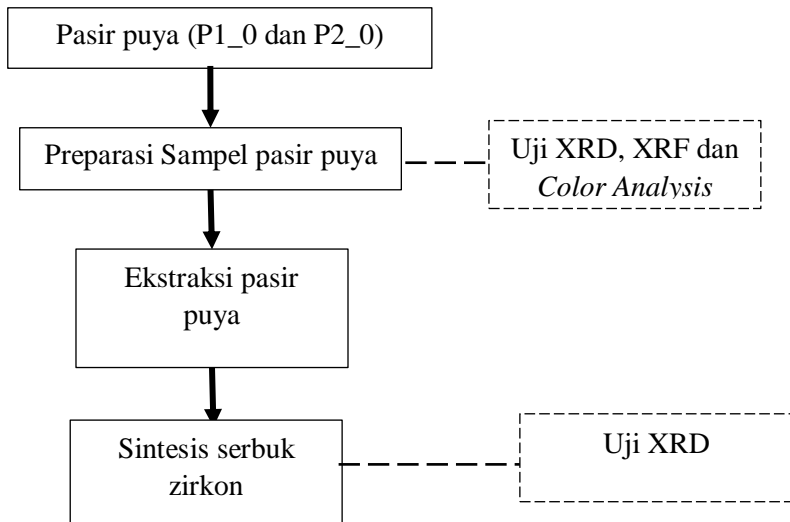 Pasir puya (P1_0 dan P2_0)
Preparasi Sampel pasir puya
Uji XRD, XRF dan
Color Analysis
Ekstraksi pasir
puya
Sintesis serbuk
zirkon
Uji XRD